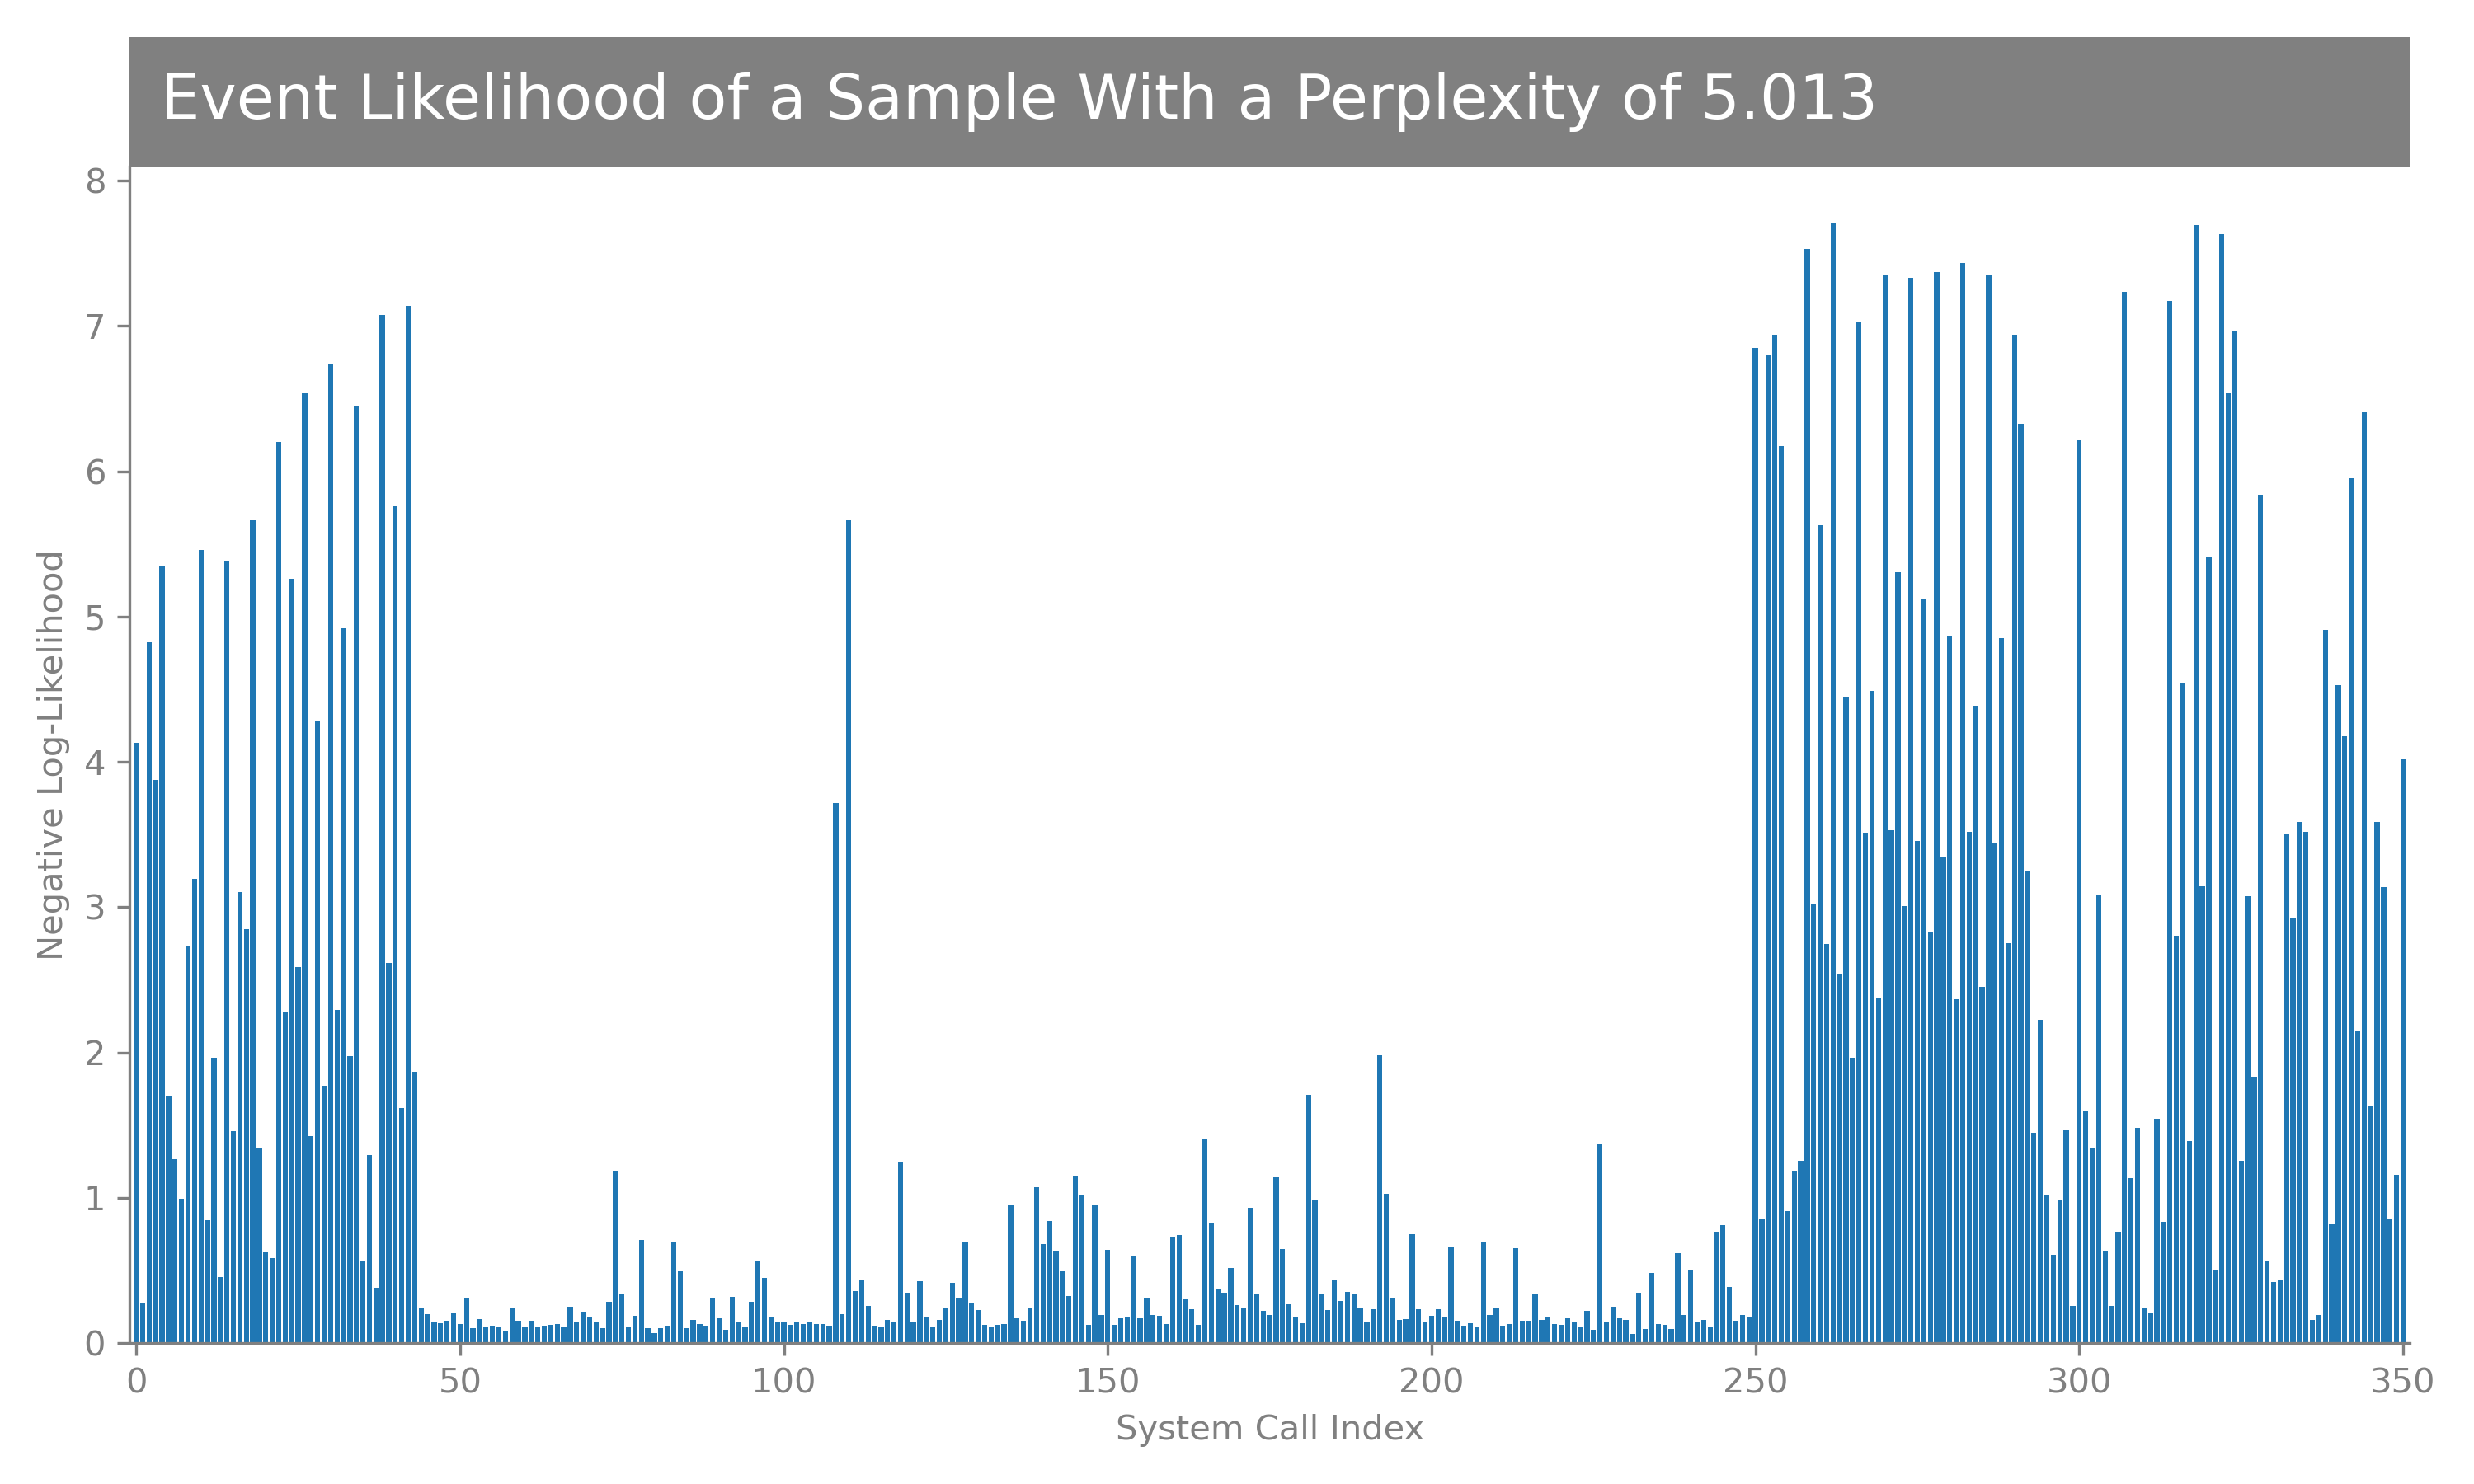 Event Likelihood of a Sample With a Perplexity of 5.013
8
7
6
5
4
3
2
1
0
Negative Log-Likelihood
0 50 100 150 200 250 300 350
System Call Index